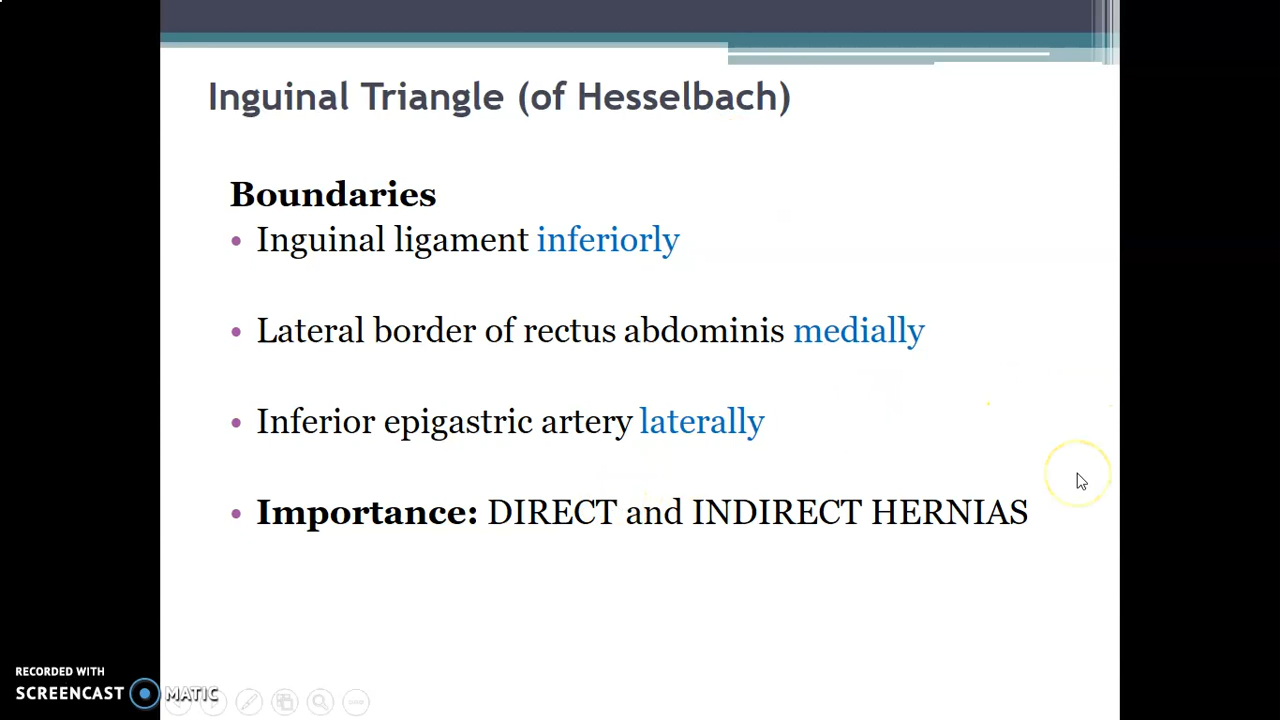 Inguinal Triangle (of Hesselbach)
Boundaries
• Inguinal ligament inferiorly
• Lateral border of rectus abdominis medially
• Inferior epigastric artery laterally
• Importance: DIRECT and INDIRECT HERNIAS
RECORDED WITH
SCREENCAST MATIC